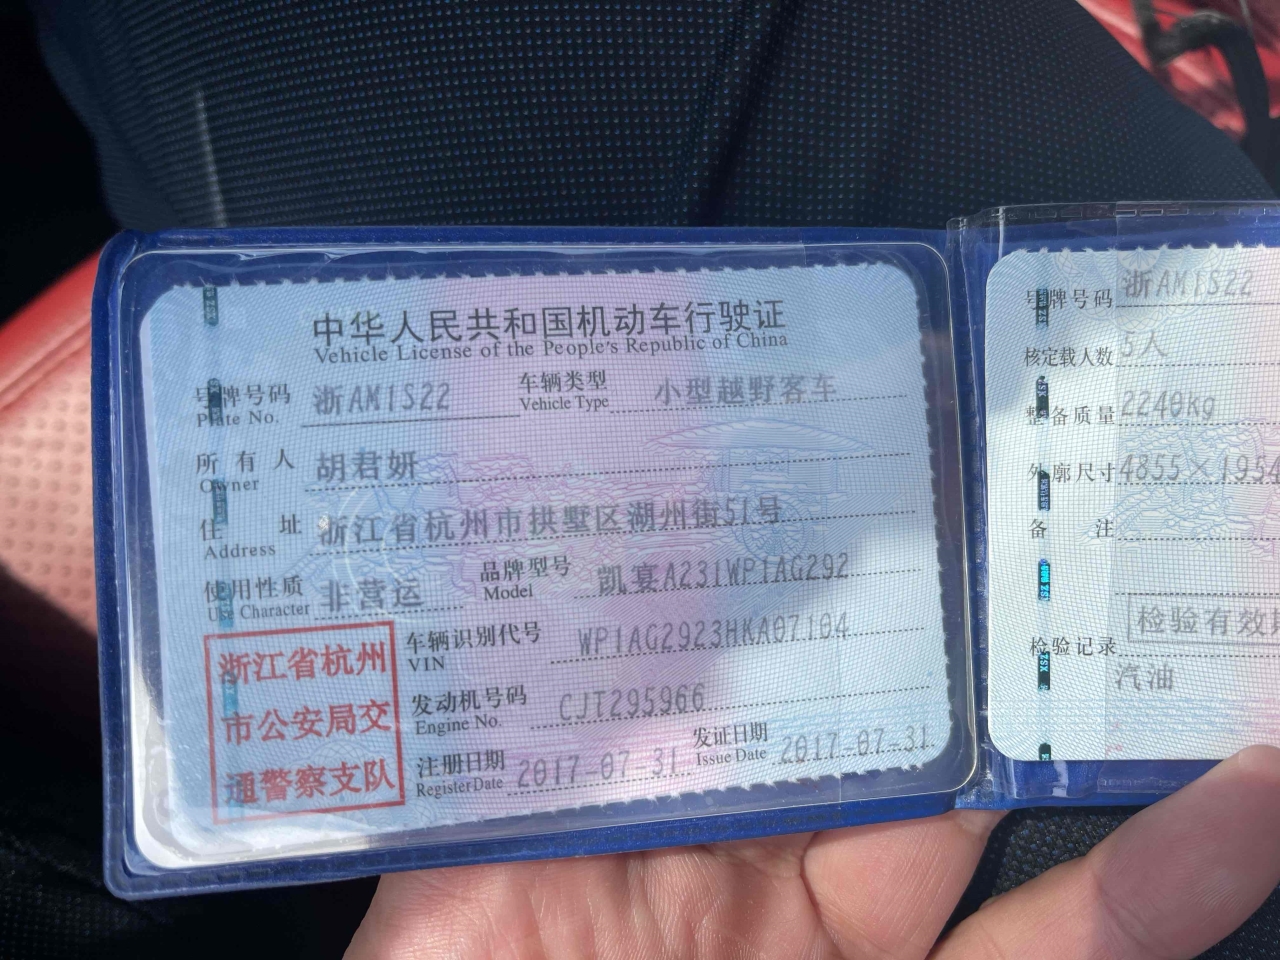 中华人民共和国机动车行驶证
Vehicle License of the People's Republic of China
号牌号码 浙AM1S22 车辆类型 小型越野客车
Plate No. Vehicle Type
所有人 胡君妍
Owner
住址 浙江省杭州市拱墅区湖州街51号
Address
使用性质 非营运 品牌型号 凯宴A231WP1AG292
Use Character Model
车辆识别代号 WP1AG2923HKA07104
VIN
发动机号码 CJT295966
Engine No.
注册日期 2017-07-31 发证日期 2017-07-31
Register Date Issue Date
浙江省杭州
市公安局交
通警察支队
号牌号码 浙AM1S22
核定载人数 5人
整备质量 2240kg
外廓尺寸 4855×1954
备注
检验有效
检验记录
汽油